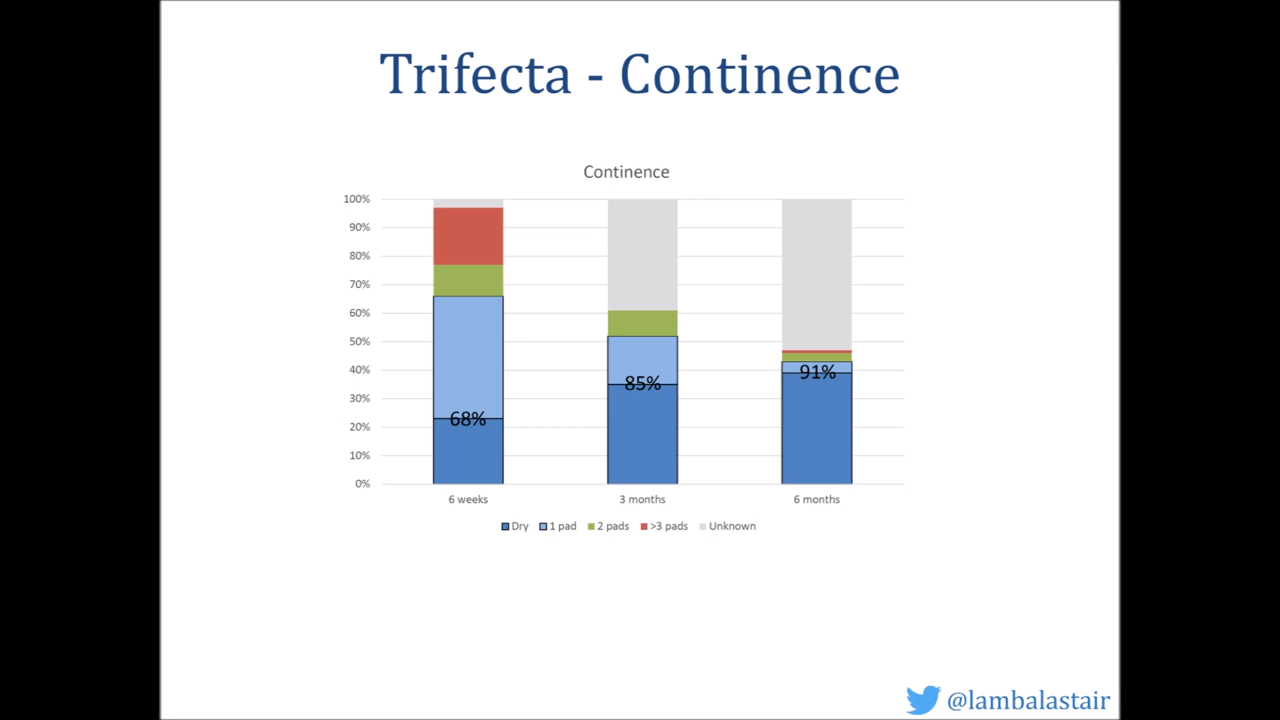 Trifecta - Continence
Continence
100%
90%
80%
70%
60%
50%
40%
30%
20%
10%
0%
68%
85%
91%
6 weeks 3 months 6 months
Dry 1 pad 2 pads >3 pads Unknown
@lambalastair